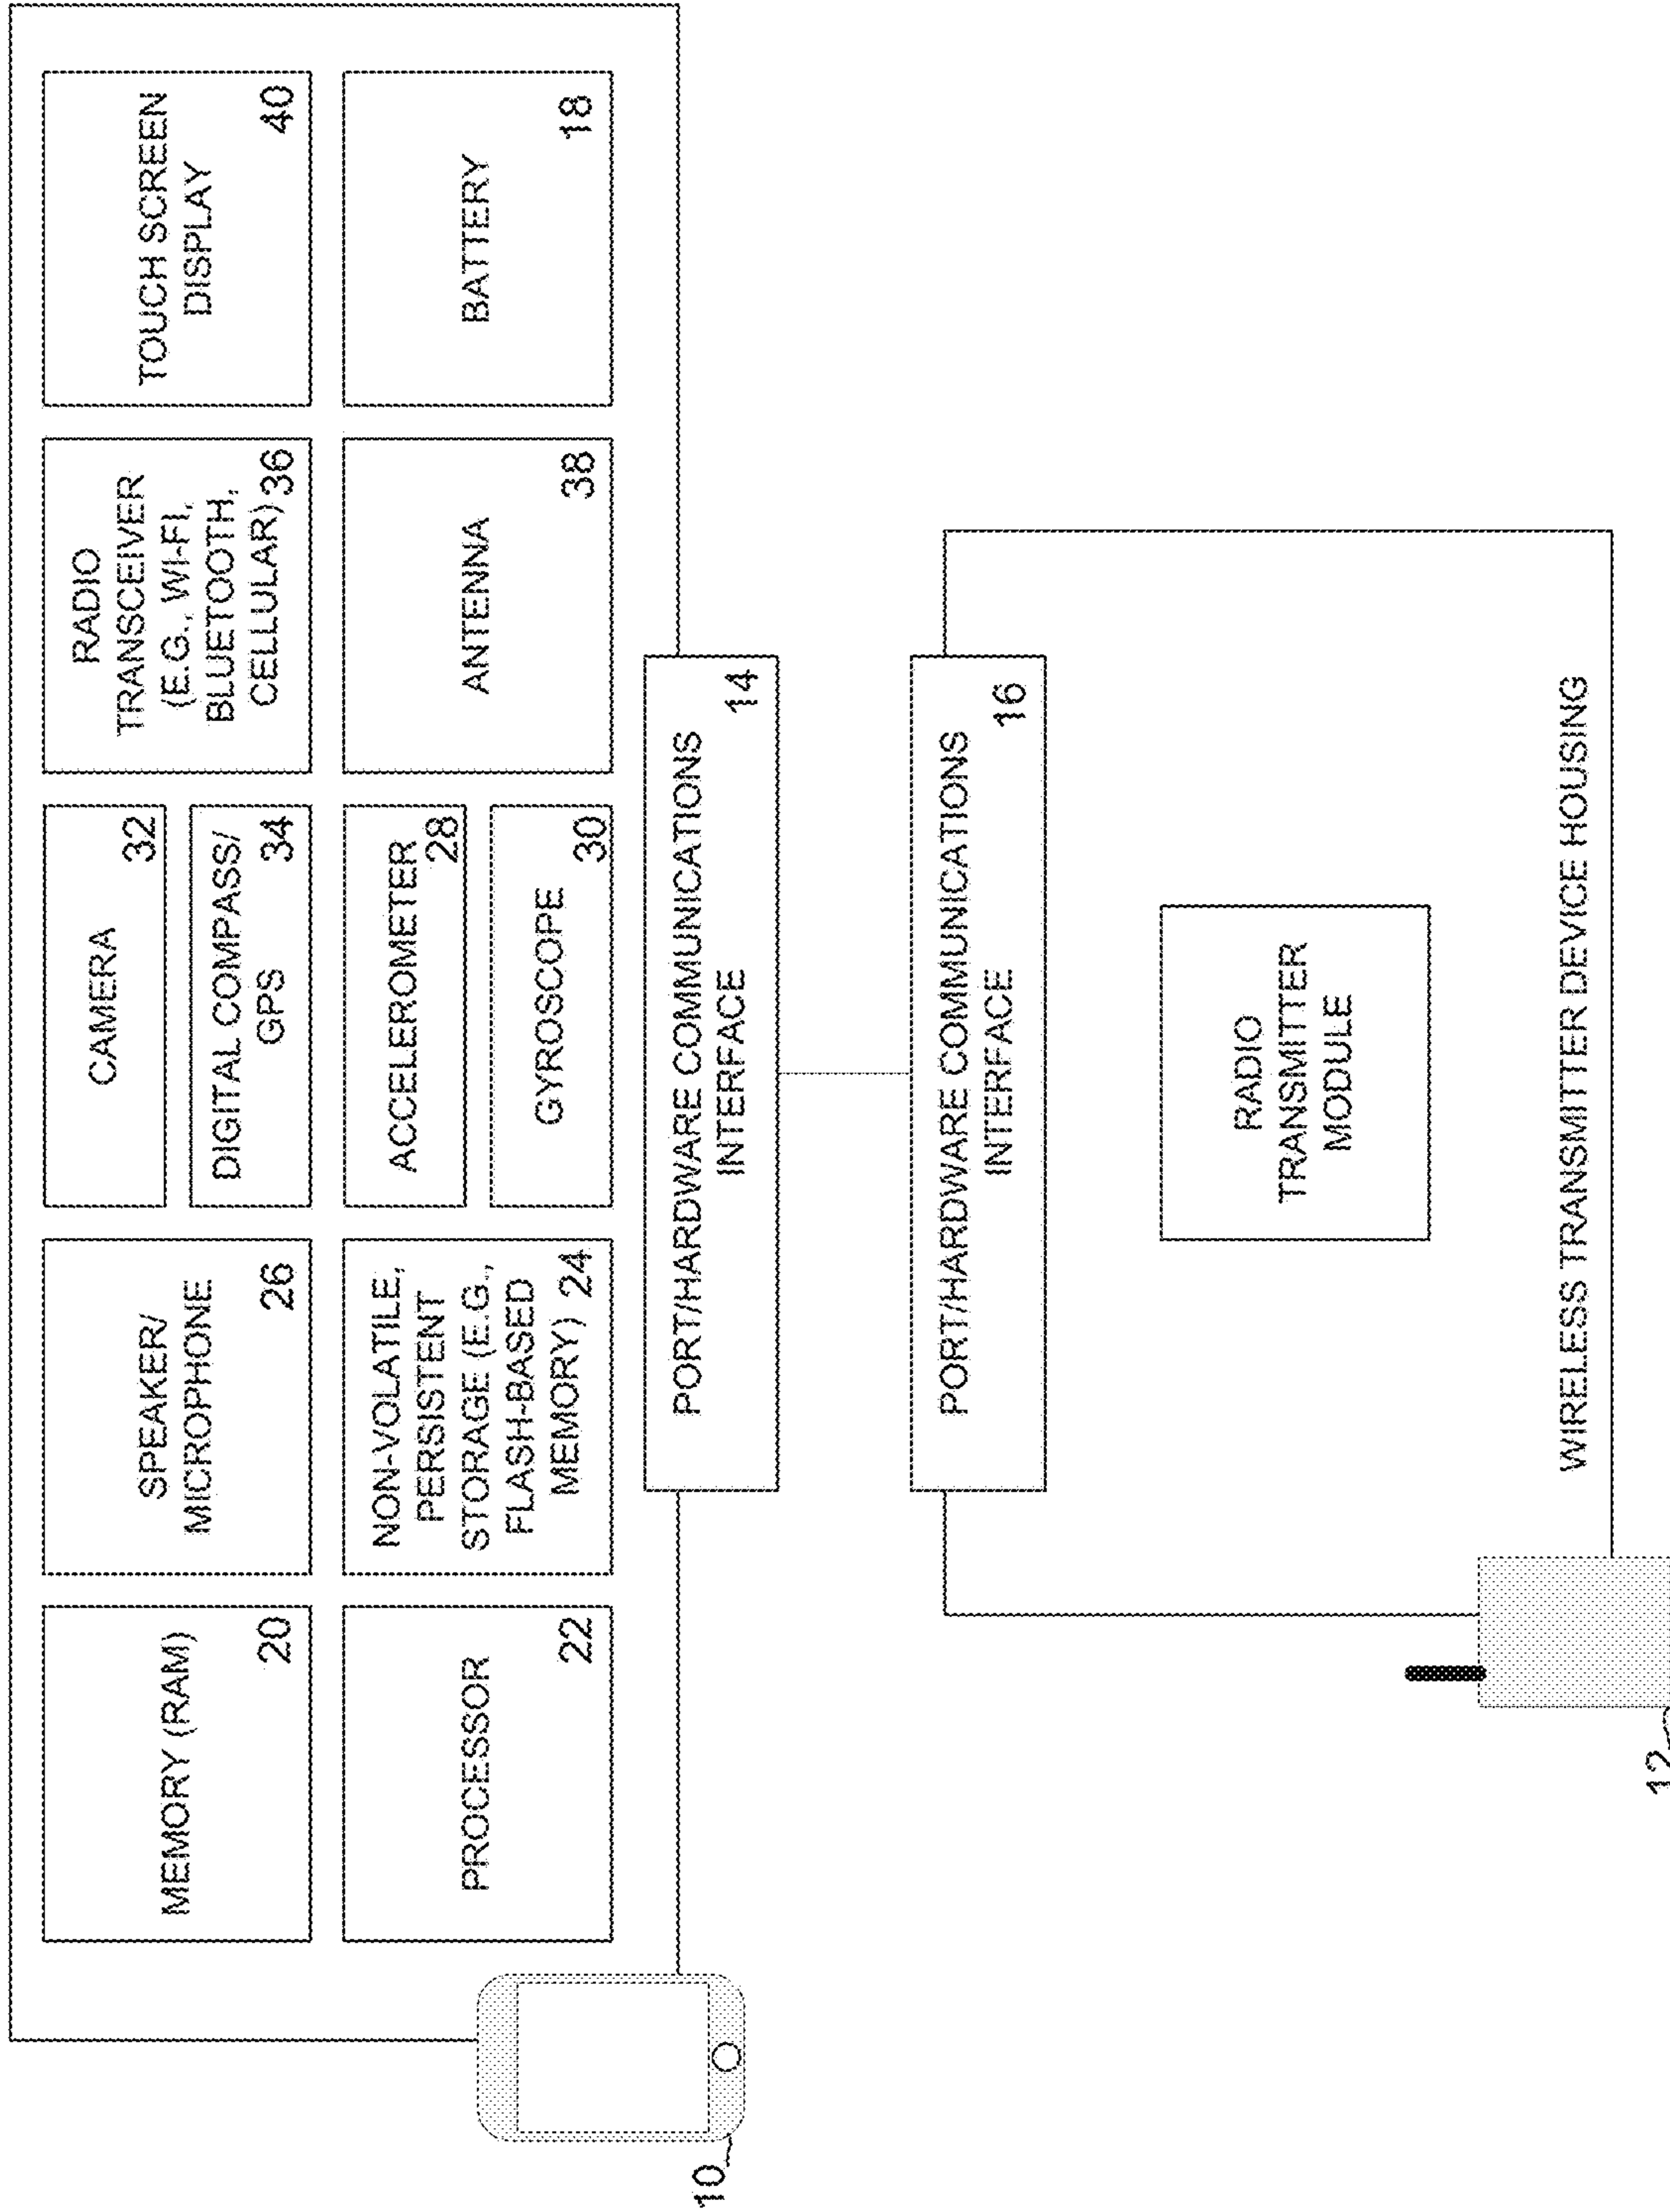 MEMORY (RAM)
20
SPEAKER/
MICROPHONE
26
CAMERA
32
DIGITAL COMPASS/
GPS
34
RADIO
TRANSCEIVER
(E.G., WI-FI,
BLUETOOTH,
CELLULAR)
36
TOUCH SCREEN
DISPLAY
40
PROCESSOR
22
NON-VOLATILE,
PERSISTENT
STORAGE (E.G.,
FLASH-BASED
MEMORY)
24
ACCELEROMETER
28
GYROSCOPE
30
ANTENNA
38
BATTERY
18
10
PORT/HARDWARE COMMUNICATIONS
INTERFACE
14
PORT/HARDWARE COMMUNICATIONS
INTERFACE
16
RADIO
TRANSMITTER
MODULE
WIRELESS TRANSMITTER DEVICE HOUSING
12